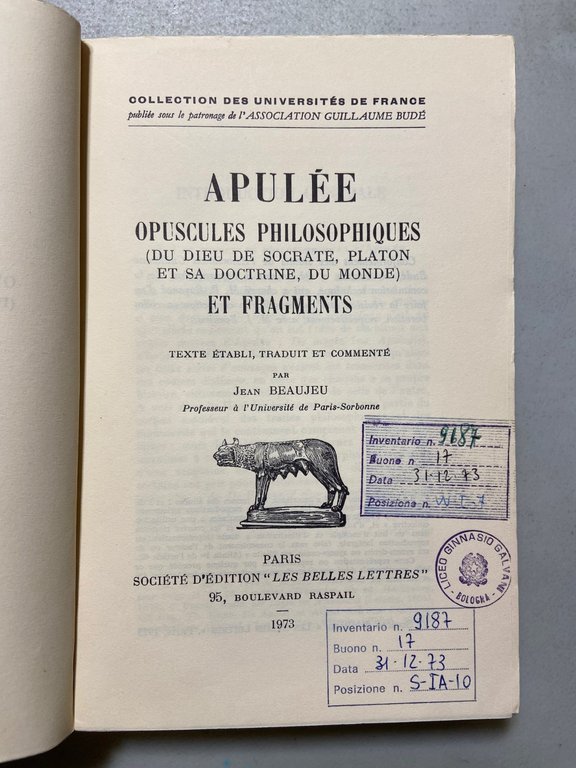 COLLECTION DES UNIVERSITÉS DE FRANCE
publiée sous le patronage de l'ASSOCIATION GUILLAUME BUDÉ
APULÉE
OPUSCULES PHILOSOPHIQUES
(DU DIEU DE SOCRATE, PLATON
ET SA DOCTRINE, DU MONDE)
ET FRAGMENTS
TEXTE ÉTABLI, TRADUIT ET COMMENTÉ
PAR
JEAN BEAUJEU
Professeur à l'Université de Paris-Sorbonne
Inventario n. 9187
Buono n 17
Data 31-12-73
Posizione n.
LICEO GINNASIO GALVANI
- BOLOGNA -
PARIS
SOCIÉTÉ D'ÉDITION "LES BELLES LETTRES"
95, BOULEVARD RASPAIL
1973
Inventario n. 9187
Buono n. 17
Data 31-12-73
Posizione n. S-IA-10